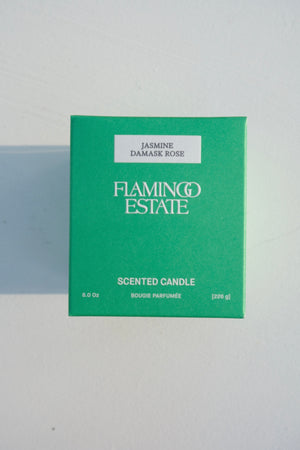 JASMINE
DAMASK ROSE
FLAMINGO
ESTATE
SCENTED CANDLE
8.0 Oz BOUGIE PARFUMÉE [226 g]